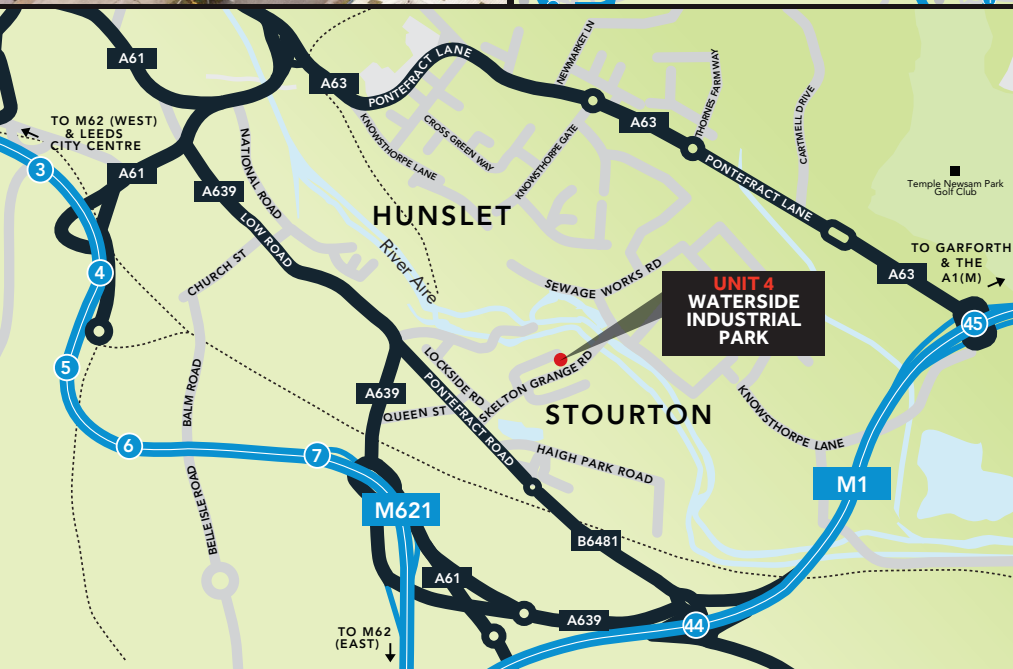 A61
A63
PONTEFRACT LANE
NEWMARKET LN
A63
THORNES FARM WAY
CARTMELL DRIVE
TO M62 (WEST)
& LEEDS
CITY CENTRE
3
A61
A639
NATIONAL ROAD
KNOWSTHORPE LANE
CROSS GREEN WAY
KNOWSTHORPE GATE
PONTEFRACT LANE
Temple Newsam Park
Golf Club
HUNSLET
LOW ROAD
CHURCH ST
River Aire
4
SEWAGE WORKS RD
A63
TO GARFORTH
& THE
A1(M)
UNIT 4
WATERSIDE
INDUSTRIAL
PARK
45
5
BALM ROAD
A639
LOCKSIDE RD
PONTEFRACT ROAD
QUEEN ST
SKELTON GRANGE RD
STOURTON
KNOWSTHORPE LANE
6
7
HAIGH PARK ROAD
M1
M621
BELLE ISLE ROAD
B6481
A61
A639
44
TO M62
(EAST)